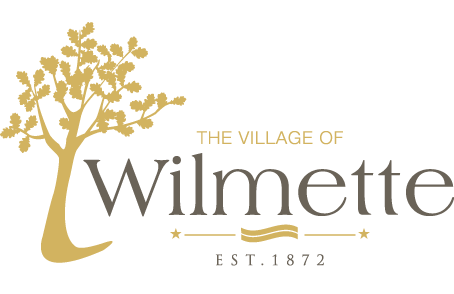 THE VILLAGE OF
Wilmette
EST.1872